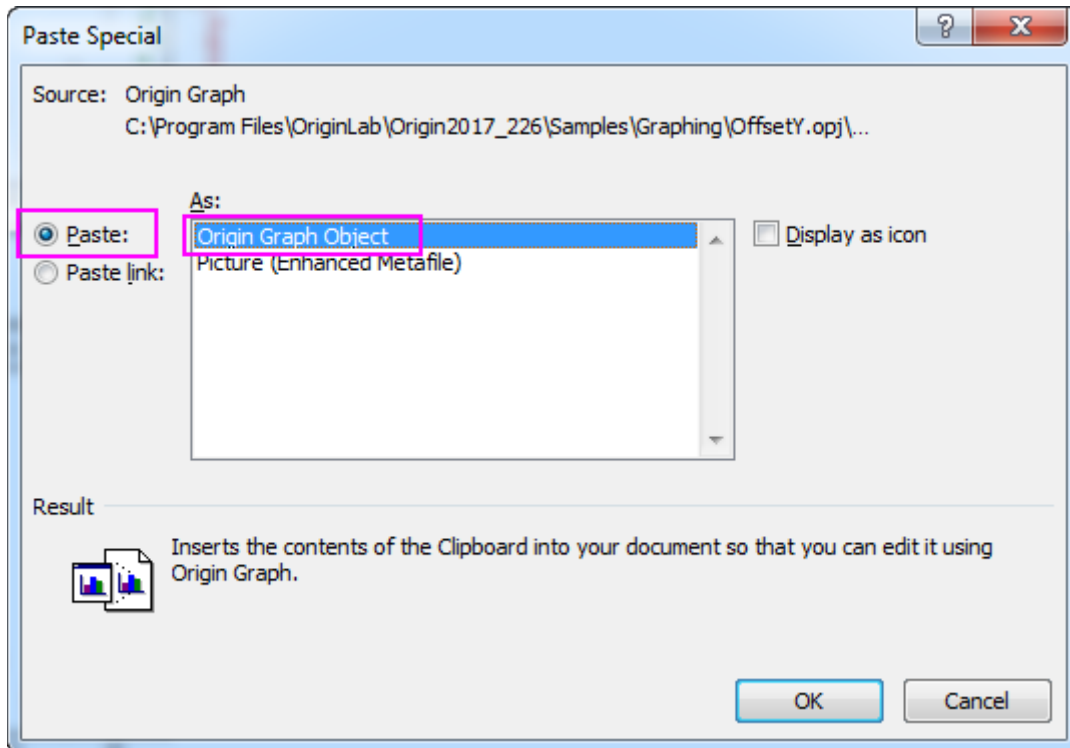 Paste Special
Source: Origin Graph
C:\Program Files\OriginLab\Origin2017_226\Samples\Graphing\OffsetY.opj\...
As:
Paste:
Origin Graph Object
Display as icon
Paste link:
Picture (Enhanced Metafile)
Result
Inserts the contents of the Clipboard into your document so that you can edit it using
Origin Graph.
OK
Cancel